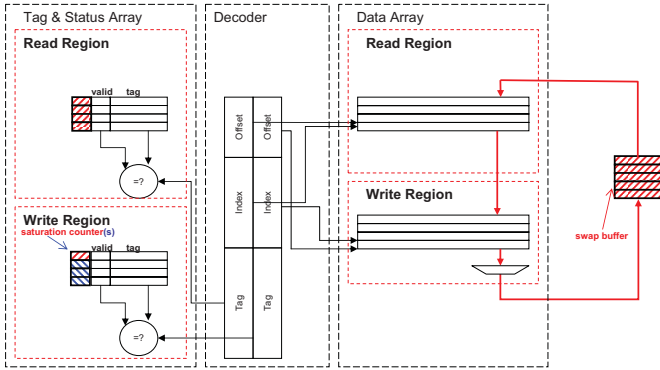 Tag & Status Array
Decoder
Data Array
Read Region
Read Region
valid tag
Offset
Offset
=?
Index
Index
Write Region
Write Region
saturation counter(s)
swap buffer
valid tag
Tag
Tag
=?